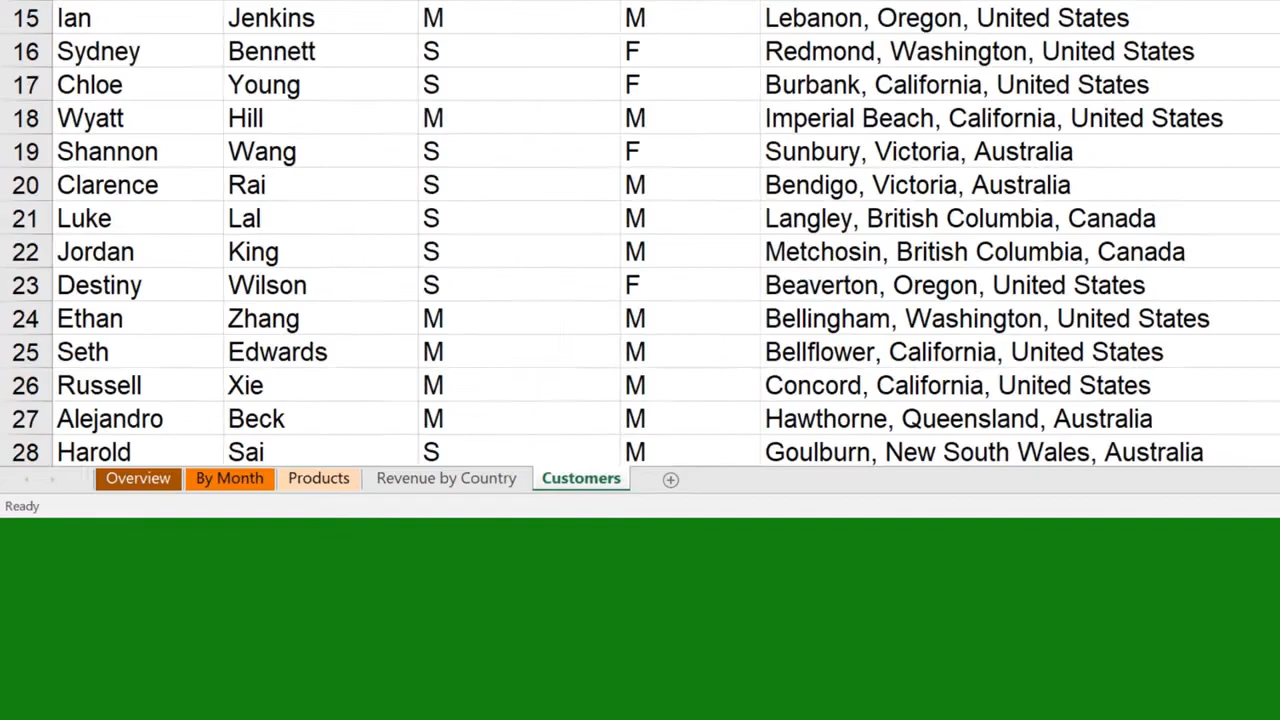 15 Ian Jenkins M M Lebanon, Oregon, United States
16 Sydney Bennett S F Redmond, Washington, United States
17 Chloe Young S F Burbank, California, United States
18 Wyatt Hill M M Imperial Beach, California, United States
19 Shannon Wang S F Sunbury, Victoria, Australia
20 Clarence Rai S M Bendigo, Victoria, Australia
21 Luke Lal S M Langley, British Columbia, Canada
22 Jordan King S M Metchosin, British Columbia, Canada
23 Destiny Wilson S F Beaverton, Oregon, United States
24 Ethan Zhang M M Bellingham, Washington, United States
25 Seth Edwards M M Bellflower, California, United States
26 Russell Xie M M Concord, California, United States
27 Alejandro Beck M M Hawthorne, Queensland, Australia
28 Harold Sai S M Goulburn, New South Wales, Australia
Overview By Month Products Revenue by Country Customers
Ready